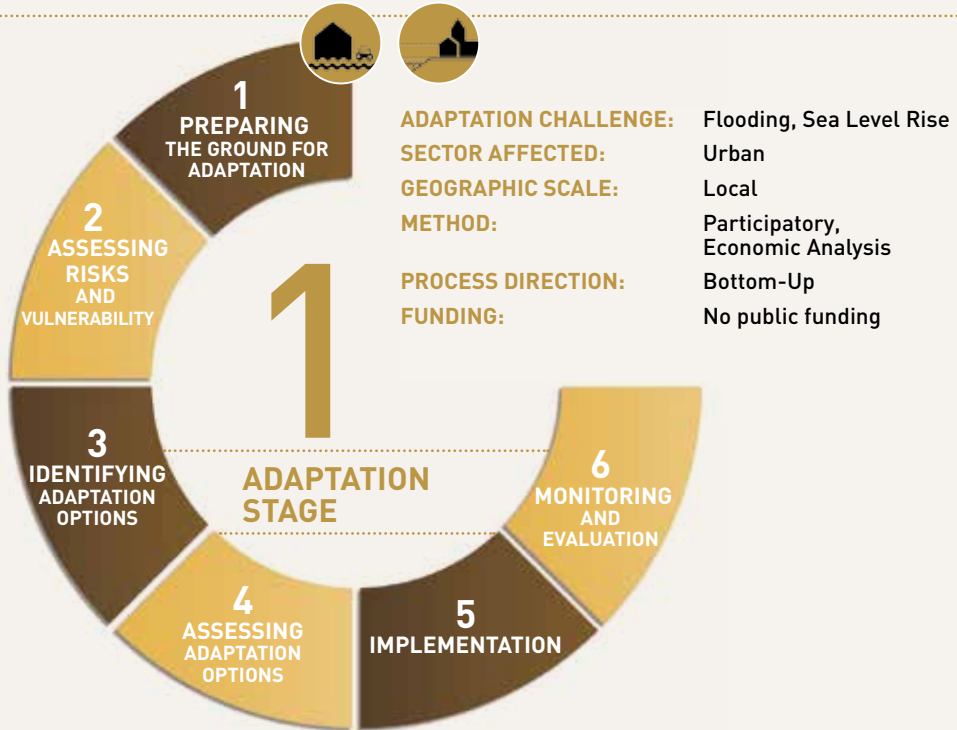 1
PREPARING
THE GROUND FOR
ADAPTATION
2
ASSESSING
RISKS
AND
VULNERABILITY
3
IDENTIFYING
ADAPTATION
OPTIONS
4
ASSESSING
ADAPTATION
OPTIONS
5
IMPLEMENTATION
6
MONITORING
AND
EVALUATION
1
ADAPTATION
STAGE
ADAPTATION CHALLENGE: Flooding, Sea Level Rise
SECTOR AFFECTED: Urban
GEOGRAPHIC SCALE: Local
METHOD: Participatory,
Economic Analysis
PROCESS DIRECTION: Bottom-Up
FUNDING: No public funding